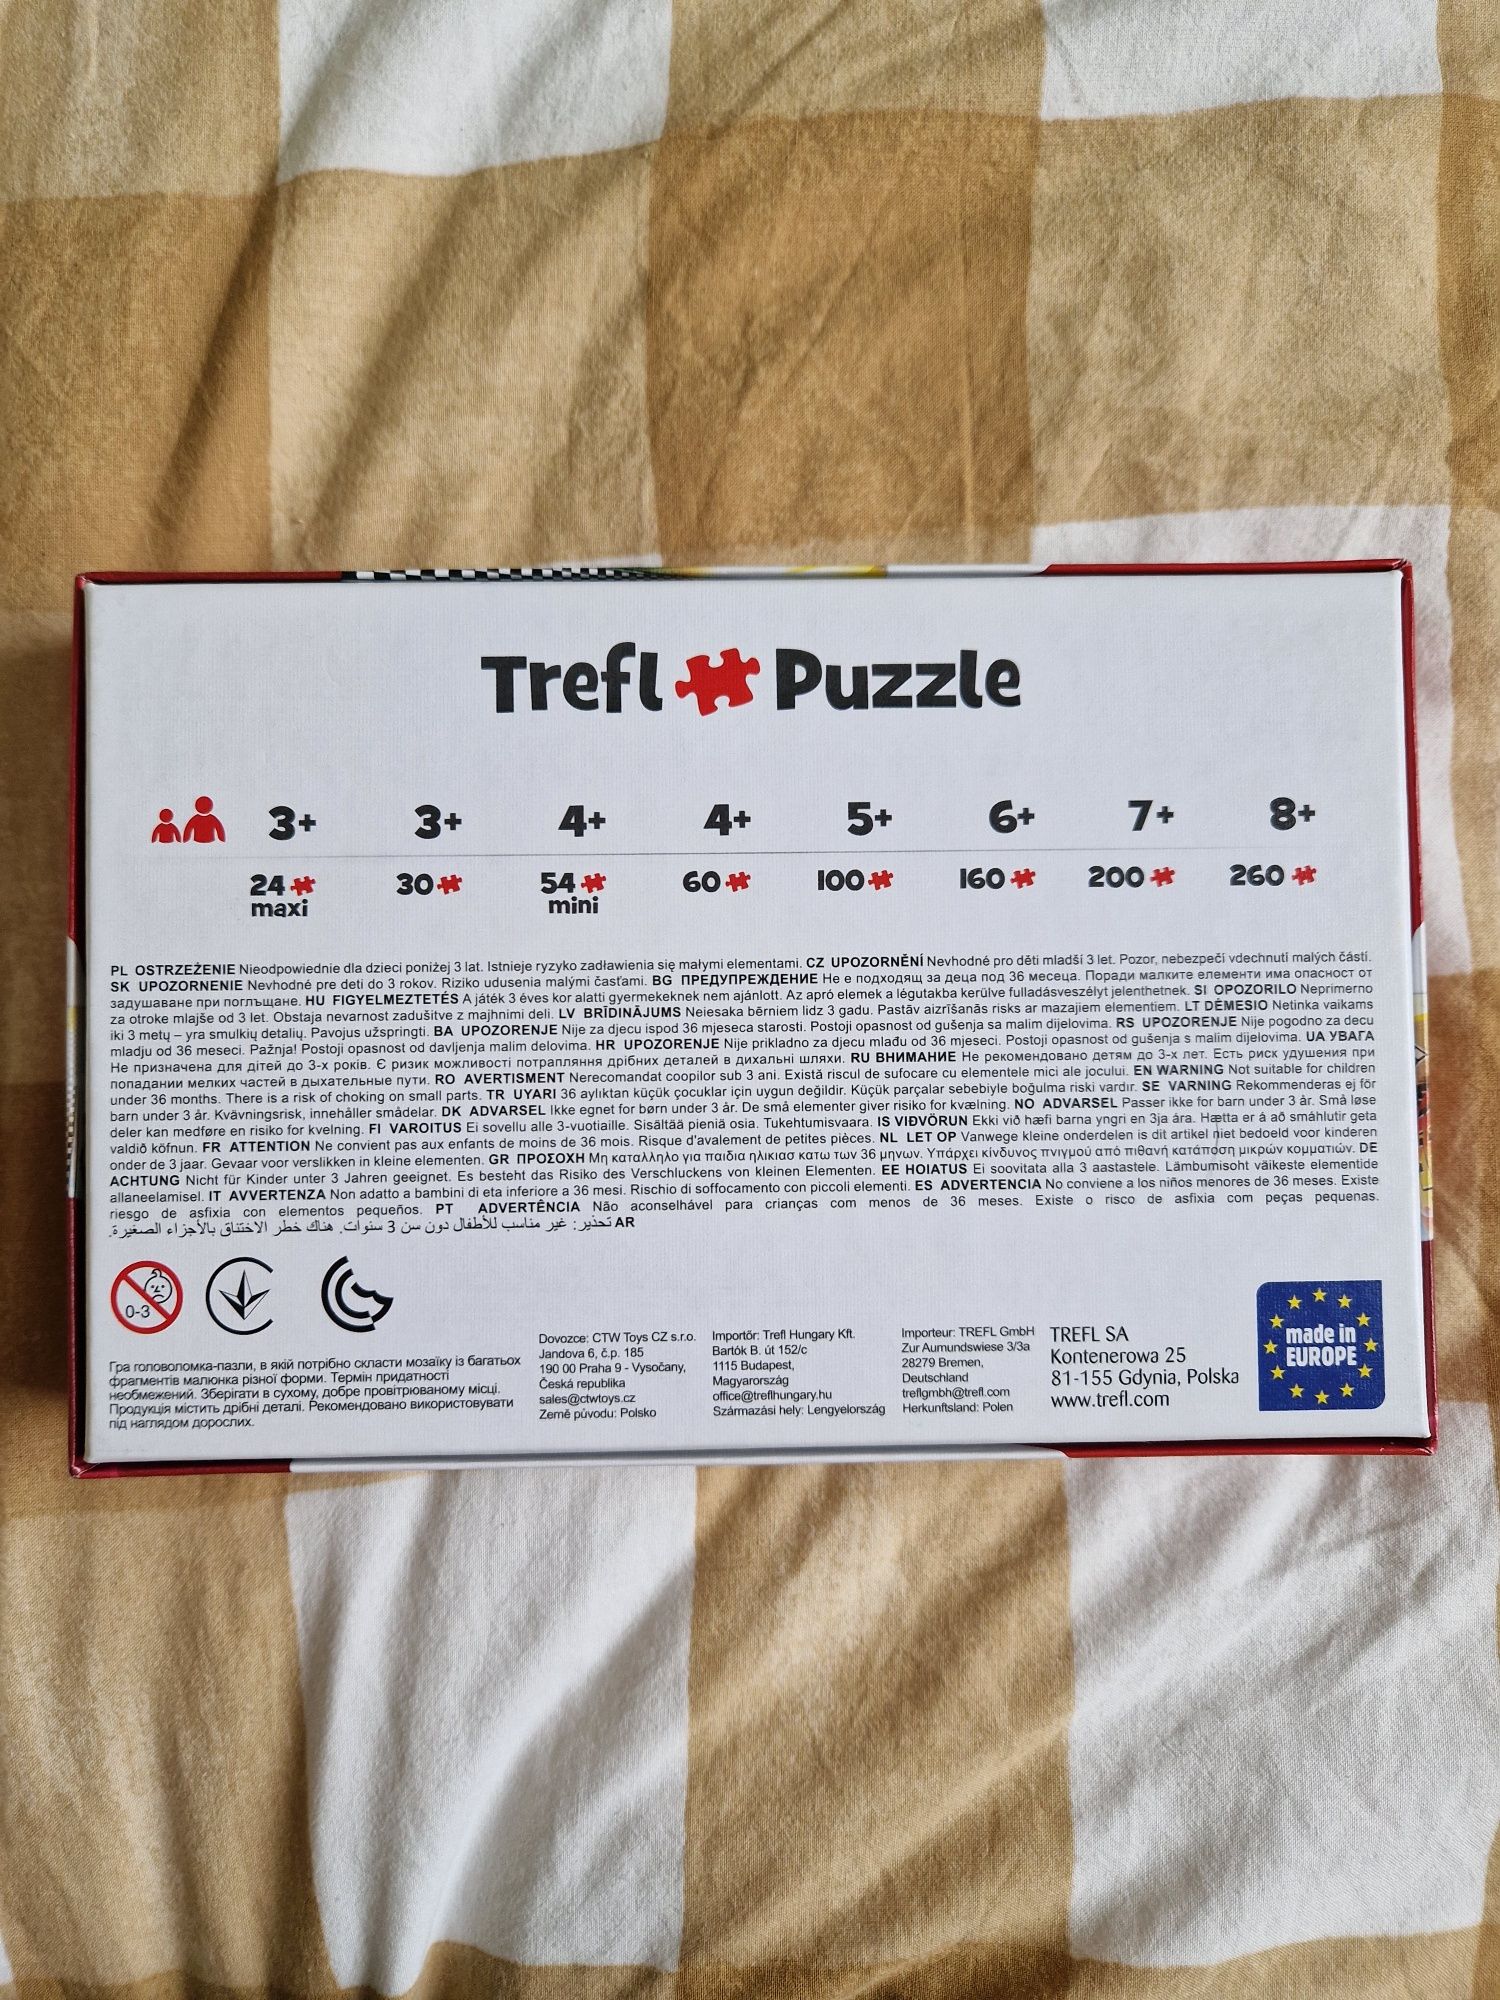 Trefl Puzzle
3+ 3+ 4+ 4+ 5+ 6+ 7+ 8+
24 30 54 60 100 160 200 260
maxi mini
PL OSTRZEŻENIE Nieodpowiednie dla dzieci poniżej 3 lat. Istnieje ryzyko zadławienia się małymi elementami. CZ UPOZORNĚNÍ Nevhodné pro děti mladší 3 let. Pozor, nebezpečí vdechnutí malých částí.
SK UPOZORNENIE Nevhodné pre deti do 3 rokov. Riziko udusenia malými časťami. BG ПРЕДУПРЕЖДЕНИЕ Не е подходящ за деца под 36 месеца. Поради малките елементи има опасност от
задушаване при поглъщане. HU FIGYELMEZTETÉS A játék 3 éves kor alatti gyermekeknek nem ajánlott. Az apró elemek a légutakba kerülve fulladásveszélyt jelenthetnek. SI OPOZORILO Neprimerno
za otroke mlajše od 3 let. Obstaja nevarnost zadušitve z majhnimi deli. LV BRĪDINĀJUMS Neiesaka bērniem lidz 3 gadu. Pastāv aizrīšanās risks ar mazajiem elementiem. LT DĖMESIO Netinka vaikams
iki 3 metų – yra smulkių detalių. Pavojus užspringti. BA UPOZORENJE Nije za djecu ispod 36 mjeseca starosti. Postoji opasnost od gušenja sa malim dijelovima. RS UPOZORENJE Nije pogodno za decu
mladju od 36 meseci. Pažnja! Postoji opasnost od davljenja malim delovima. HR UPOZORENJE Nije prikladno za djecu mlađu od 36 mjeseci. Postoji opasnost od gušenja s malim dijelovima. UA УВАГА
Не призначена для дітей до 3-х років. Є ризик можливості потрапляння дрібних деталей в дихальні шляхи. RU ВНИМАНИЕ Не рекомендовано детям до 3-х лет. Есть риск удушения при
попадании мелких частей в дыхательные пути. RO AVERTISMENT Nerecomandat coopilor sub 3 ani. Există riscul de sufocare cu elementele mici ale jocului. EN WARNING Not suitable for children
under 36 months. There is a risk of choking on small parts. TR UYARI 36 aylıktan küçük çocuklar için uygun değildir. Küçük parçalar sebebiyle boğulma riski vardır. SE VARNING Rekommenderas ej för
barn under 3 år. Kvävningsrisk, innehåller smådelar. DK ADVARSEL Ikke egnet for børn under 3 år. De små elementer giver risiko for kvælning. NO ADVARSEL Passer ikke for barn under 3 år. Små løse
deler kan medføre en risiko for kvelning. FI VAROITUS Ei sovellu alle 3-vuotiaille. Sisältää pieniä osia. Tukehtumisvaara. IS VIÐVÖRUN Ekki við hæfi barna yngri en 3ja ára. Hætta er á að smáhlutir geta
valdið köfnun. FR ATTENTION Ne convient pas aux enfants de moins de 36 mois. Risque d'avalement de petites pièces. NL LET OP Vanwege kleine onderdelen is dit artikel niet bedoeld voor kinderen
onder de 3 jaar. Gevaar voor verslikken in kleine elementen. GR ΠΡΟΣΟΧΗ Μη καταλληλο για παιδια ηλικιασ κατω των 36 μηνων. Υπάρχει κίνδυνος πνιγμού από πιθανή κατάποση μικρών κομματιών. DE
ACHTUNG Nicht für Kinder unter 3 Jahren geeignet. Es besteht das Risiko des Verschluckens von kleinen Elementen. EE HOIATUS Ei soovitata alla 3 aastastele. Lämbumisoht väikeste elementide
allaneelamisel. IT AVVERTENZA Non adatto a bambini di eta inferiore a 36 mesi. Rischio di soffocamento con piccoli elementi. ES ADVERTENCIA No conviene a los niños menores de 36 meses. Existe
riesgo de asfixia con elementos pequeños. PT ADVERTÊNCIA Não aconselhável para crianças com menos de 36 meses. Existe o risco de asfixia com peças pequenas.
AR تحذير: غير مناسب للأطفال دون سن 3 سنوات. هناك خطر الاختناق بالأجزاء الصغيرة.
0-3
Гра головоломка-пазли, в якій потрібно скласти мозаїку із багатьох
фрагментів малюнка різної форми. Термін придатності
необмежений. Зберігати в сухому, добре провітрюваному місці.
Продукція містить дрібні деталі. Рекомендовано використовувати
під наглядом дорослих.
Dovozce: CTW Toys CZ s.r.o.
Jandova 6, č.p. 185
190 00 Praha 9 - Vysočany,
Česká republika
sales@ctwtoys.cz
Země původu: Polsko
Importőr: Trefl Hungary Kft.
Bartók B. út 152/c
1115 Budapest,
Magyarország
office@treflhungary.hu
Származási hely: Lengyelország
Importeur: TREFL GmbH
Zur Aumundswiese 3/3a
28279 Bremen,
Deutschland
treflgmbh@trefl.com
Herkunftsland: Polen
TREFL SA
Kontenerowa 25
81-155 Gdynia, Polska
www.trefl.com
made in
EUROPE